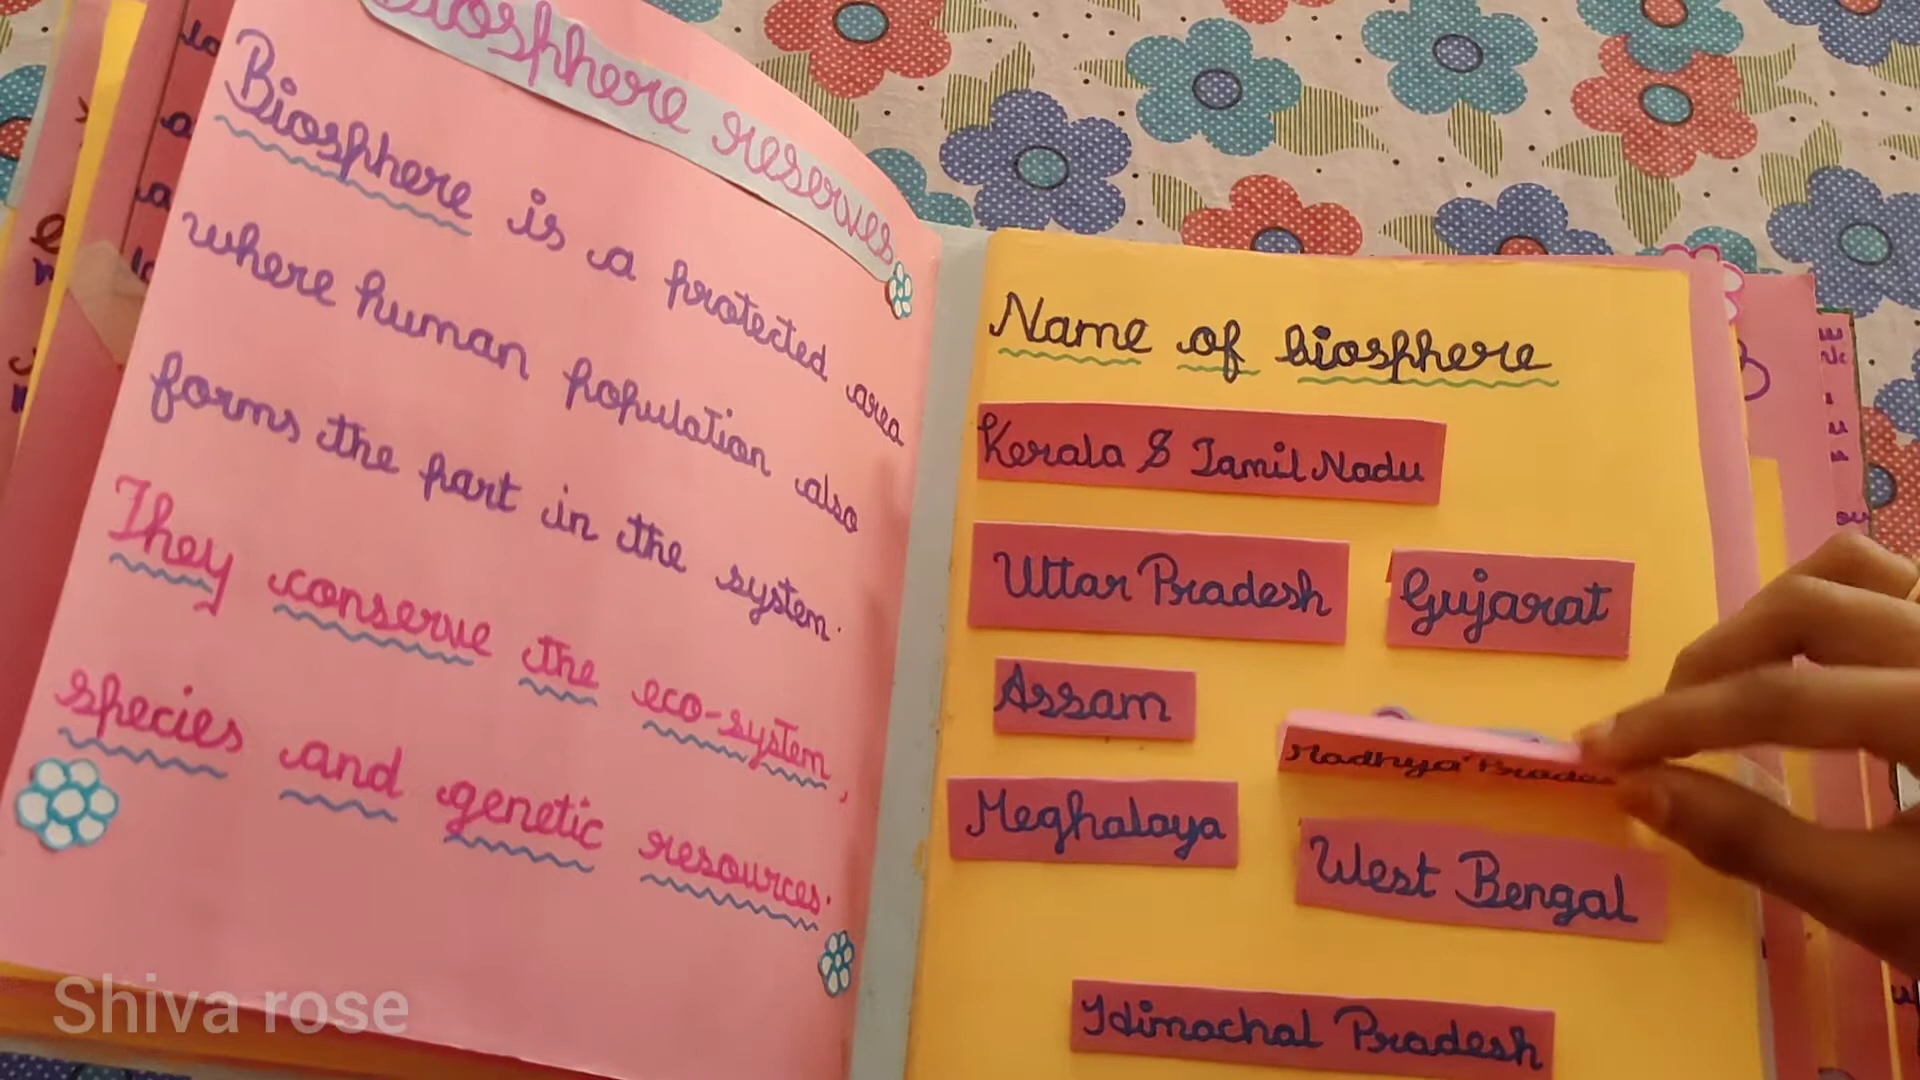 Biosphere reserves
Biosphere is a protected area
where human population also
forms the part in the system.
They conserve the eco-system,
species and genetic resources.
Name of biosphere
Kerala & Tamil Nadu
Uttar Pradesh
Gujarat
Assam
Madhya Prades
Meghalaya
West Bengal
Himachal Pradesh
Shiva rose